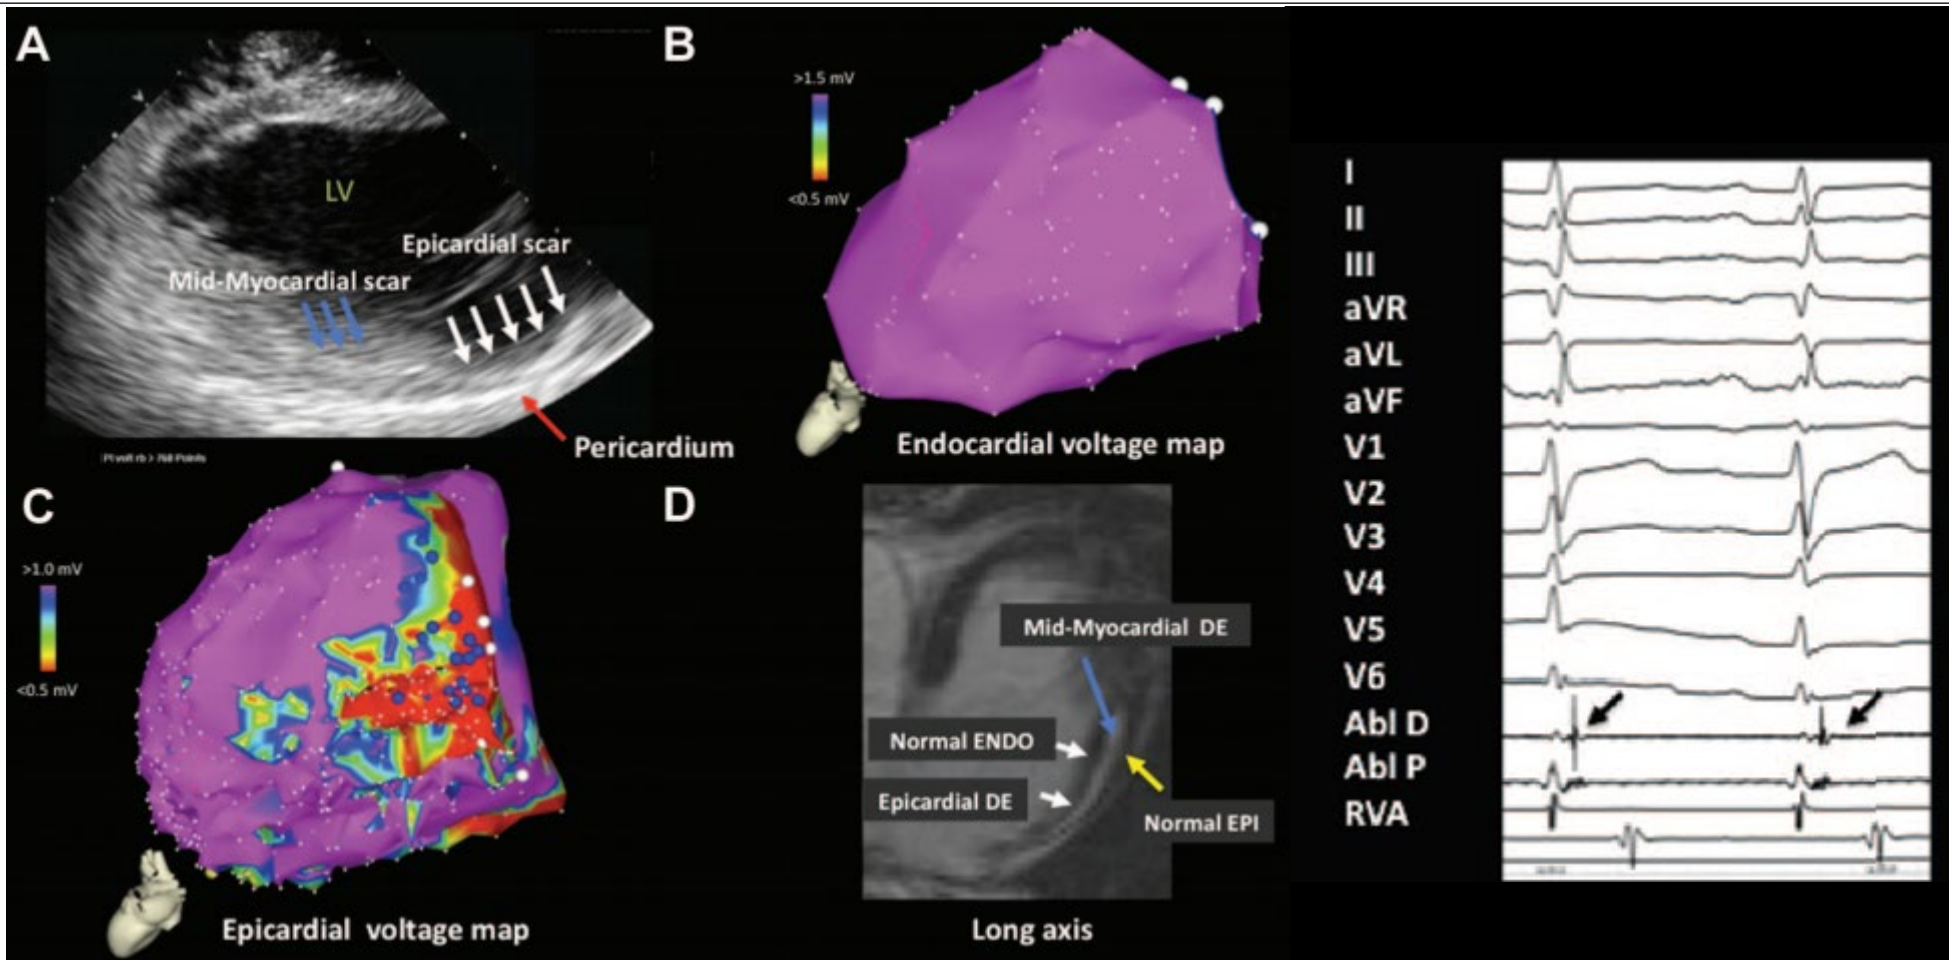 A
LV
Epicardial scar
Mid-Myocardial scar
Pericardium
B
>1.5 mV
<0.5 mV
Endocardial voltage map
C
>1.0 mV
<0.5 mV
Epicardial voltage map
D
Mid-Myocardial DE
Normal ENDO
Epicardial DE
Normal EPI
Long axis
I
II
III
aVR
aVL
aVF
V1
V2
V3
V4
V5
V6
Abl D
Abl P
RVA